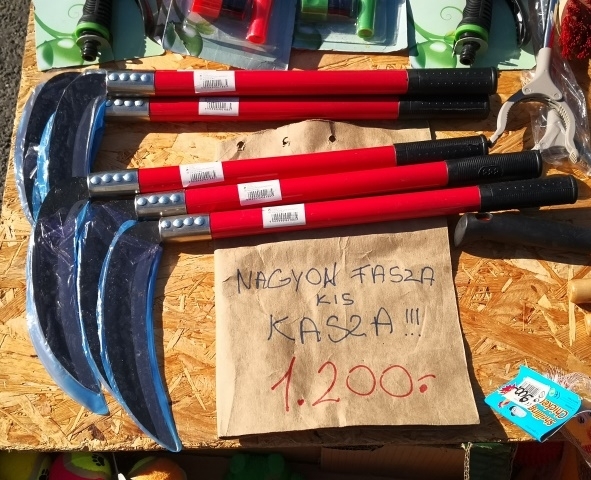 NAGYON FASZA
KIS
KASZA!!!
1.200.-